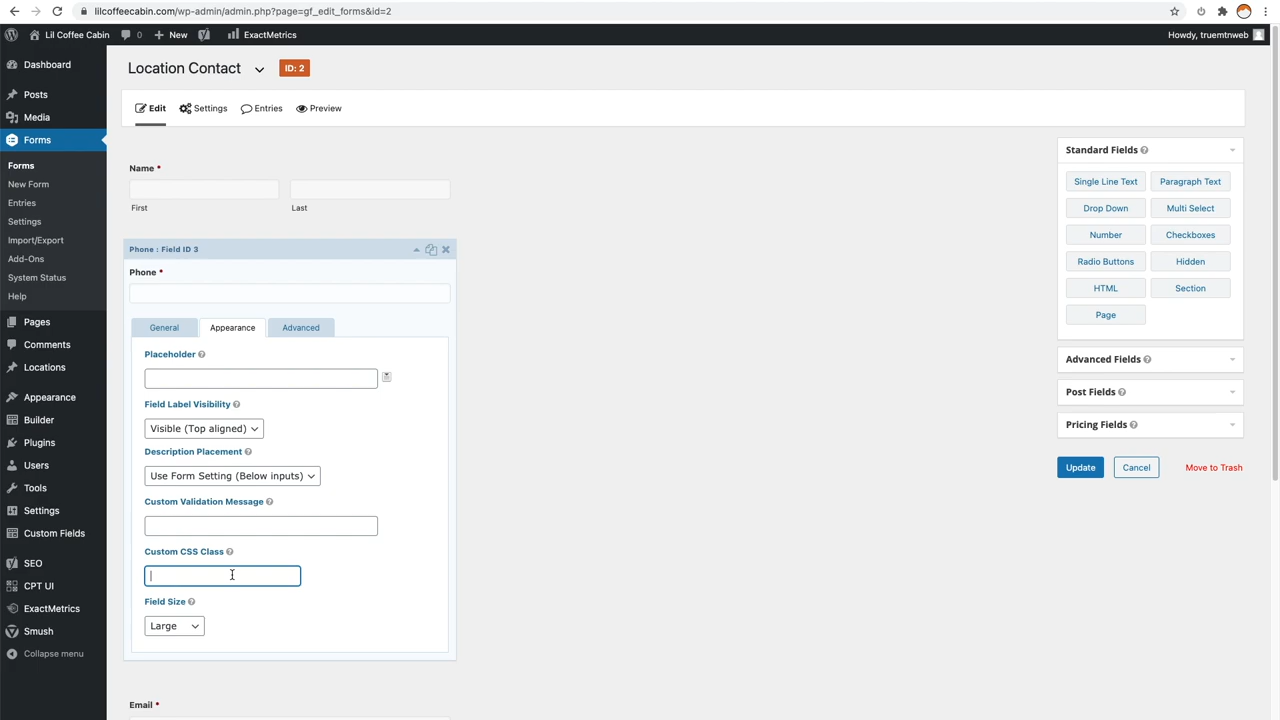 lilcoffeecabin.com/wp-admin/admin.php?page=gf_edit_forms&id=2
Lil Coffee Cabin 0 New ExactMetrics Howdy, truemtnweb
Dashboard
Posts
Media
Forms
Forms
New Form
Entries
Settings
Import/Export
Add-Ons
System Status
Help
Pages
Comments
Locations
Appearance
Builder
Plugins
Users
Tools
Settings
Custom Fields
SEO
CPT UI
ExactMetrics
Smush
Collapse menu
Location Contact ID: 2
Edit Settings Entries Preview
Name *
First Last
Phone : Field ID 3
Phone *
General Appearance Advanced
Placeholder
Field Label Visibility
Visible (Top aligned)
Description Placement
Use Form Setting (Below inputs)
Custom Validation Message
Custom CSS Class
Field Size
Large
Email *
Standard Fields
Single Line Text Paragraph Text
Drop Down Multi Select
Number Checkboxes
Radio Buttons Hidden
HTML Section
Page
Advanced Fields
Post Fields
Pricing Fields
Update Cancel Move to Trash